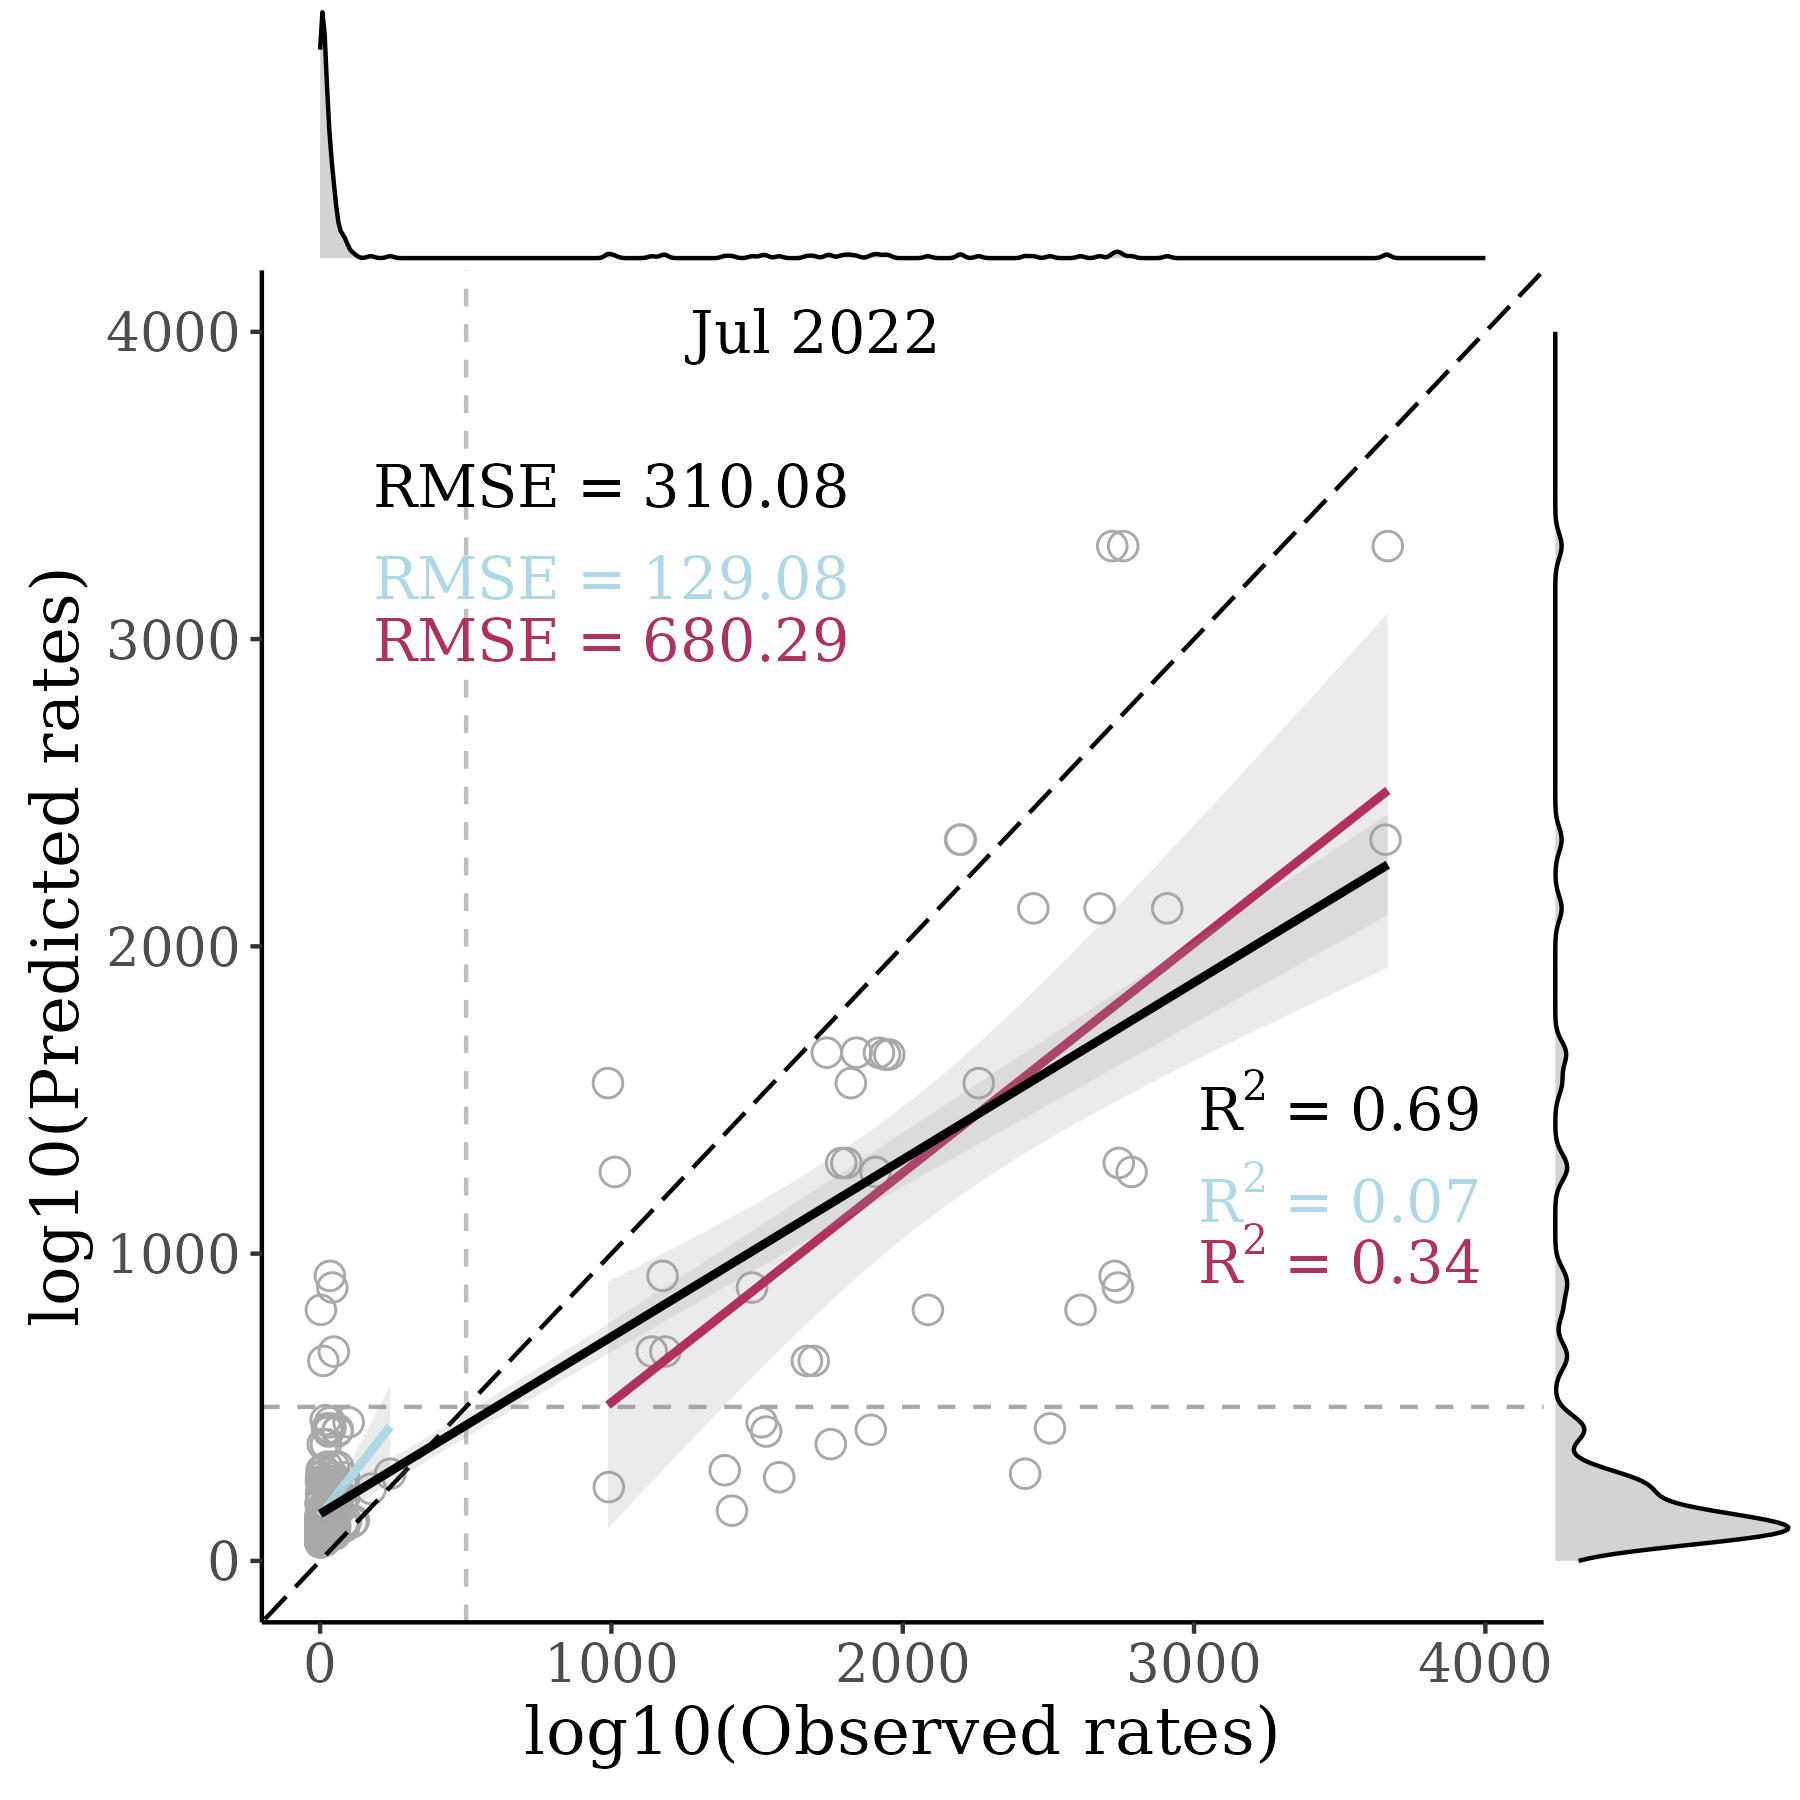 Jul 2022
RMSE = 310.08
RMSE = 129.08
RMSE = 680.29
R² = 0.69
R² = 0.07
R² = 0.34
log10(Predicted rates)
4000
3000
2000
1000
0
0 1000 2000 3000 4000
log10(Observed rates)